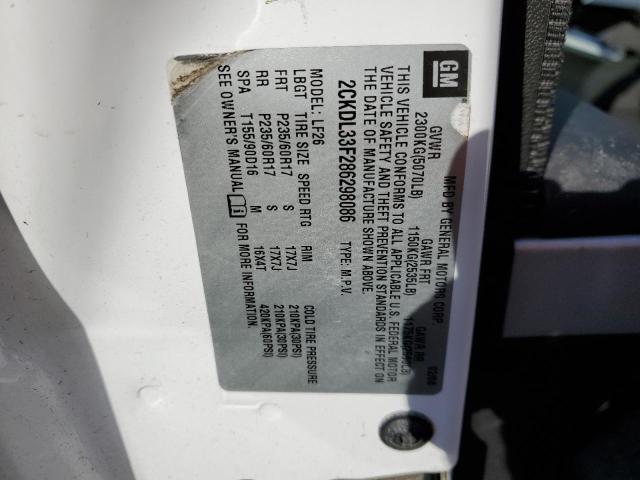 GM
MFD BY GENERAL MOTORS CORP.
GVWR GAWR FRT GAWR RR
2300KG(5070LB) 1150KG(2535LB)
THIS VEHICLE CONFORMS TO ALL APPLICABLE U.S. FEDERAL MOTOR
VEHICLE SAFETY AND THEFT PREVENTION STANDARDS IN EFFECT ON
THE DATE OF MANUFACTURE SHOWN ABOVE.
2CKDL33F286298086 TYPE: M.P.V.
MODEL: LF26
LBGT TIRE SIZE SPEED RTG RIM COLD TIRE PRESSURE
FRT P235/60R17 S 17X7J 210KPA(30PSI)
RR P235/60R17 S 17X7J 210KPA(30PSI)
SPA T155/90D16 M 16X4T 420KPA(60PSI)
SEE OWNER'S MANUAL FOR MORE INFORMATION.